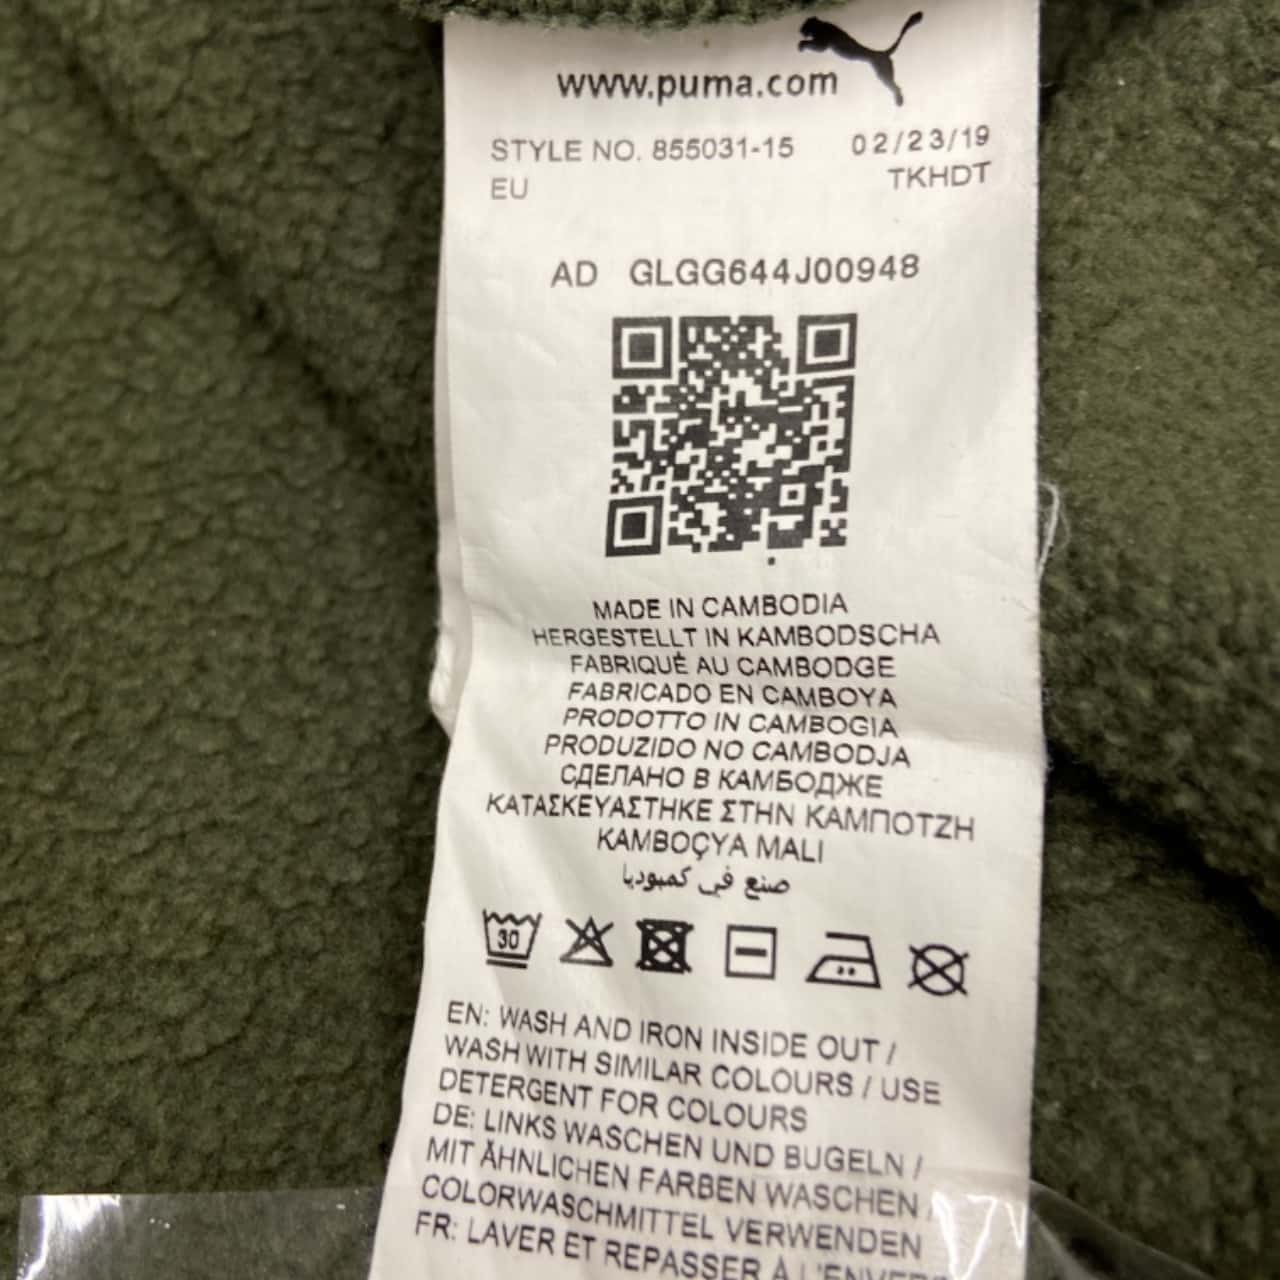 www.puma.com
STYLE NO. 855031-15 02/23/19
EU TKHDT
AD GLGG644J00948
MADE IN CAMBODIA
HERGESTELLT IN KAMBODSCHA
FABRIQUÉ AU CAMBODGE
FABRICADO EN CAMBOYA
PRODOTTO IN CAMBOGIA
PRODUZIDO NO CAMBODJA
СДЕЛАНО В КАМБОДЖЕ
ΚΑΤΑΣΚΕΥΑΣΤΗΚΕ ΣΤΗΝ ΚΑΜΠΟΤΖΗ
KAMBOÇYA MALI
صنع في كمبوديا
30
EN: WASH AND IRON INSIDE OUT /
WASH WITH SIMILAR COLOURS / USE
DETERGENT FOR COLOURS
DE: LINKS WASCHEN UND BUGELN /
MIT ÄHNLICHEN FARBEN WASCHEN /
COLORWASCHMITTEL VERWENDEN
FR: LAVER ET REPASSER À